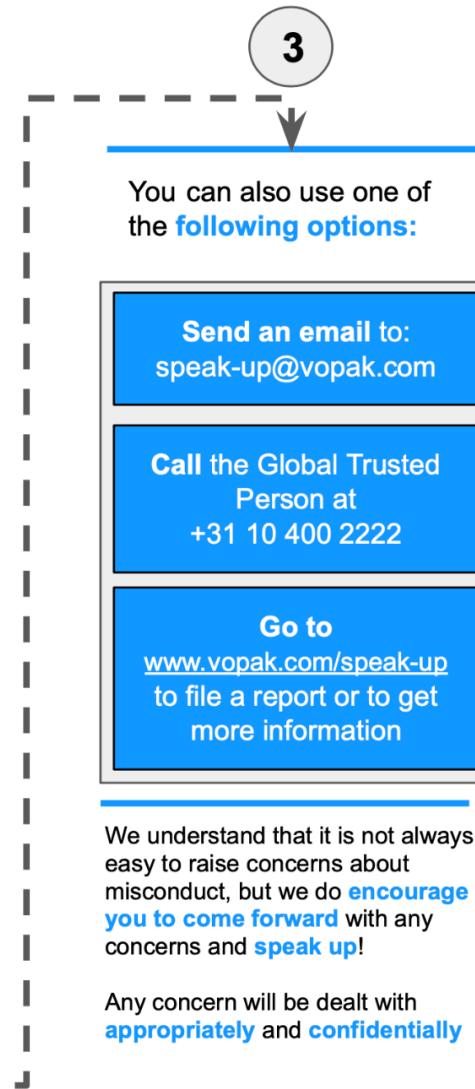 3
You can also use one of
the following options:
Send an email to:
speak-up@vopak.com
Call the Global Trusted
Person at
+31 10 400 2222
Go to
www.vopak.com/speak-up
to file a report or to get
more information
We understand that it is not always
easy to raise concerns about
misconduct, but we do encourage
you to come forward with any
concerns and speak up!
Any concern will be dealt with
appropriately and confidentially